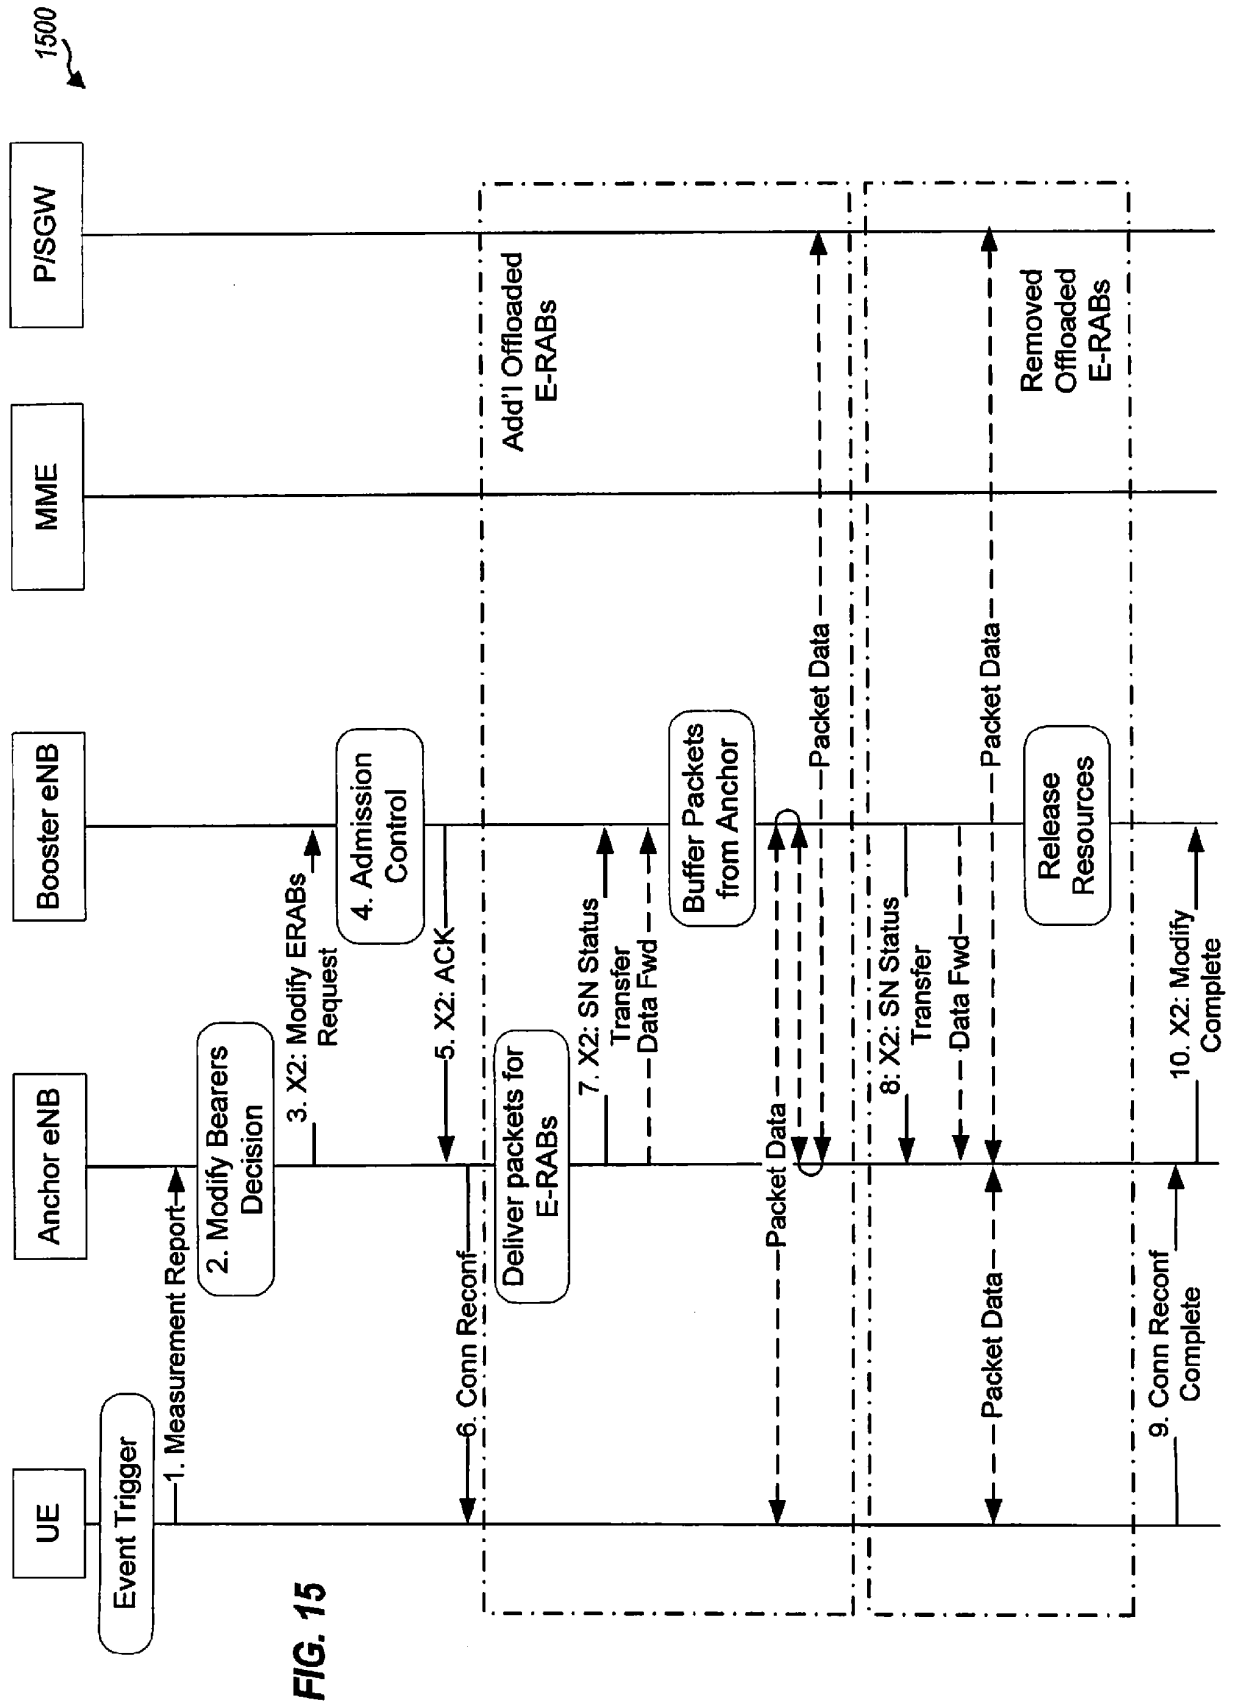 1500
UE
Anchor eNB
Booster eNB
MME
P/SGW
Event Trigger
1. Measurement Report
2. Modify Bearers
Decision
3. X2: Modify ERABs
Request
4. Admission
Control
5. X2: ACK
6. Conn Reconf
Add'l Offloaded
E-RABs
Deliver packets for
E-RABs
7. X2: SN Status
Transfer
Data Fwd
Buffer Packets
from Anchor
Packet Data
Packet Data
8: X2: SN Status
Transfer
Data Fwd
Packet Data
Packet Data
Removed
Offloaded
E-RABs
Release
Resources
9. Conn Reconf
Complete
10. X2: Modify
Complete
FIG. 15